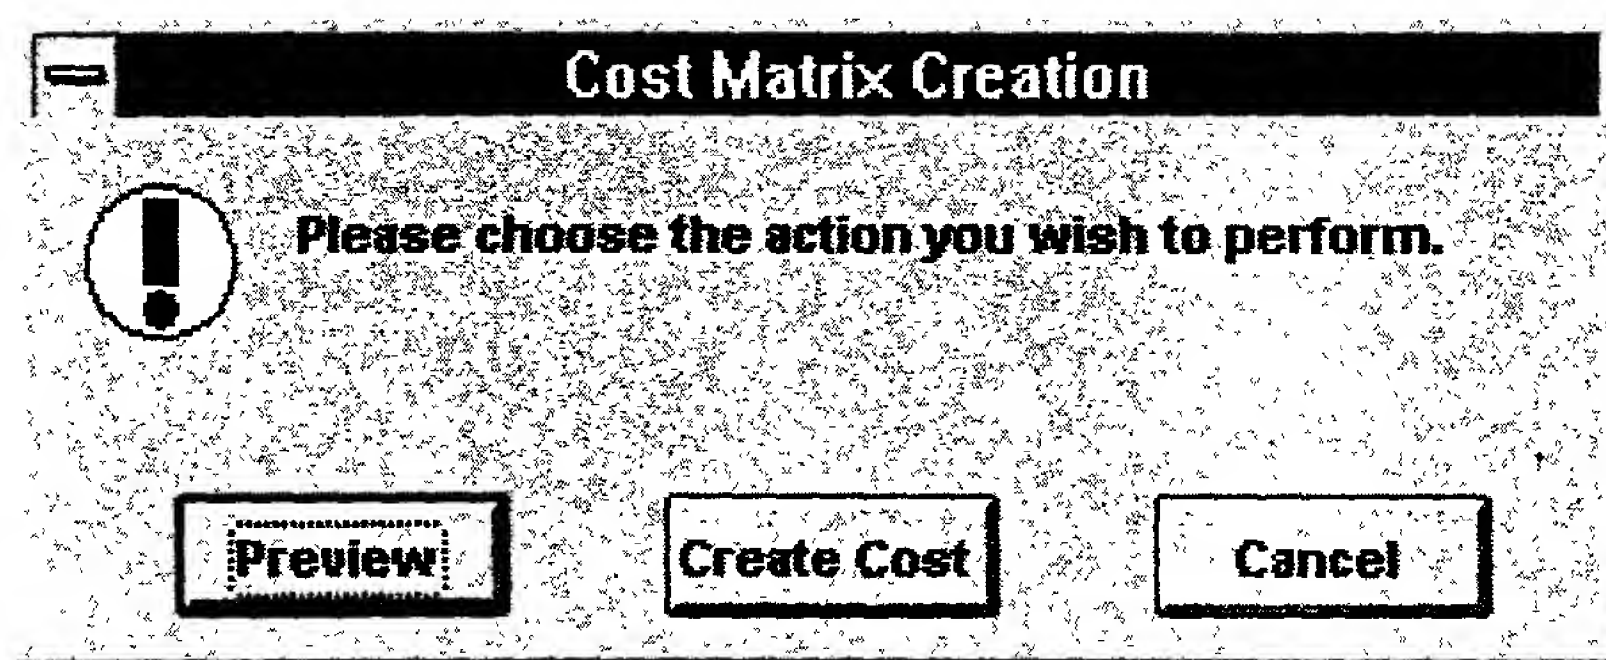 Cost Matrix Creation
Please choose the action you wish to perform.
Preview
Create Cost
Cancel